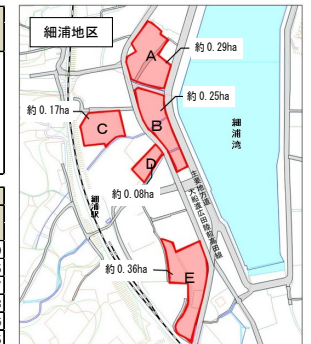 細浦地区
A
約 0.29ha
約 0.25ha
約 0.17ha
B
C
細浦湾
D
約 0.08ha
細浦駅
主要地方道
大船渡広田陸前高田線
約 0.36ha
E